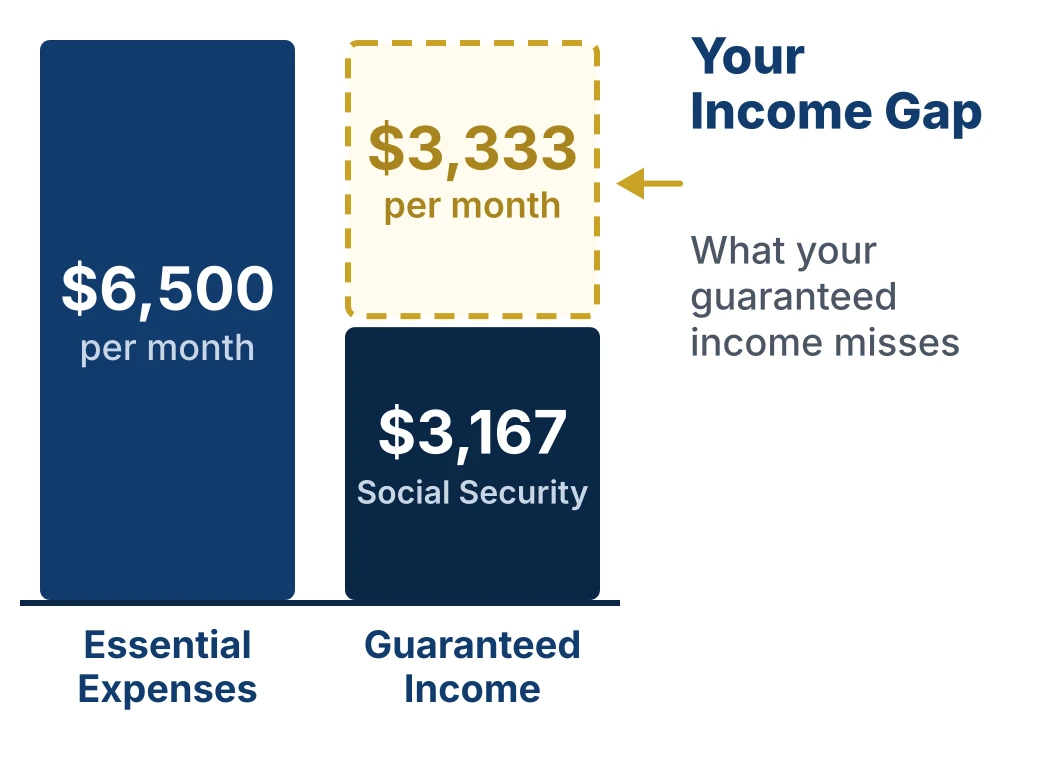 $6,500
per month
Essential
Expenses
$3,333
per month
$3,167
Social Security
Guaranteed
Income
Your
Income Gap
What your
guaranteed
income misses